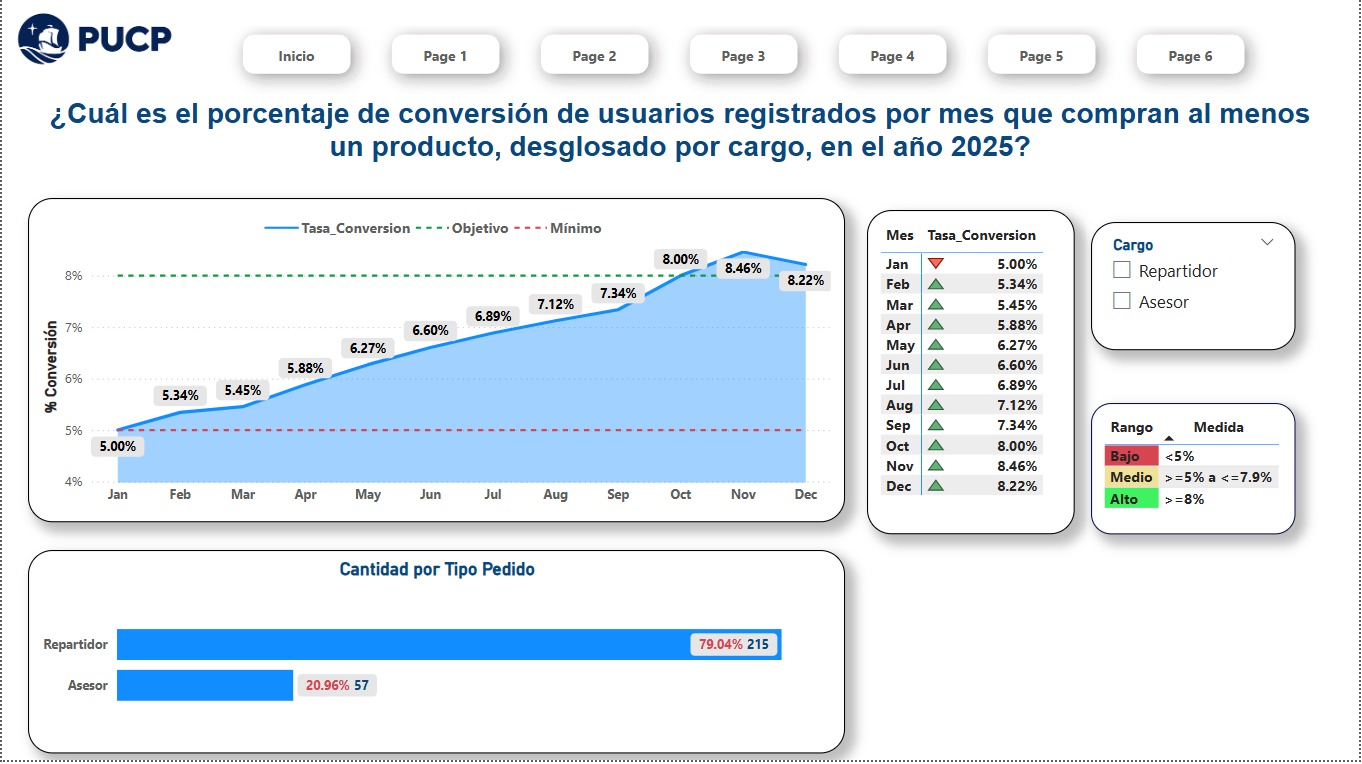 PUCP
Inicio
Page 1
Page 2
Page 3
Page 4
Page 5
Page 6
¿Cuál es el porcentaje de conversión de usuarios registrados por mes que compran al menos
un producto, desglosado por cargo, en el año 2025?
Tasa_Conversion Objetivo Mínimo
% Conversión
8%
7%
6%
5%
4%
5.00%
5.34%
5.45%
5.88%
6.27%
6.60%
6.89%
7.12%
7.34%
8.00%
8.46%
8.22%
Jan Feb Mar Apr May Jun Jul Aug Sep Oct Nov Dec
Mes Tasa_Conversion
Jan 5.00%
Feb 5.34%
Mar 5.45%
Apr 5.88%
May 6.27%
Jun 6.60%
Jul 6.89%
Aug 7.12%
Sep 7.34%
Oct 8.00%
Nov 8.46%
Dec 8.22%
Cargo
Repartidor
Asesor
Rango Medida
Bajo <5%
Medio >=5% a <=7.9%
Alto >=8%
Cantidad por Tipo Pedido
Repartidor 79.04% 215
Asesor 20.96% 57